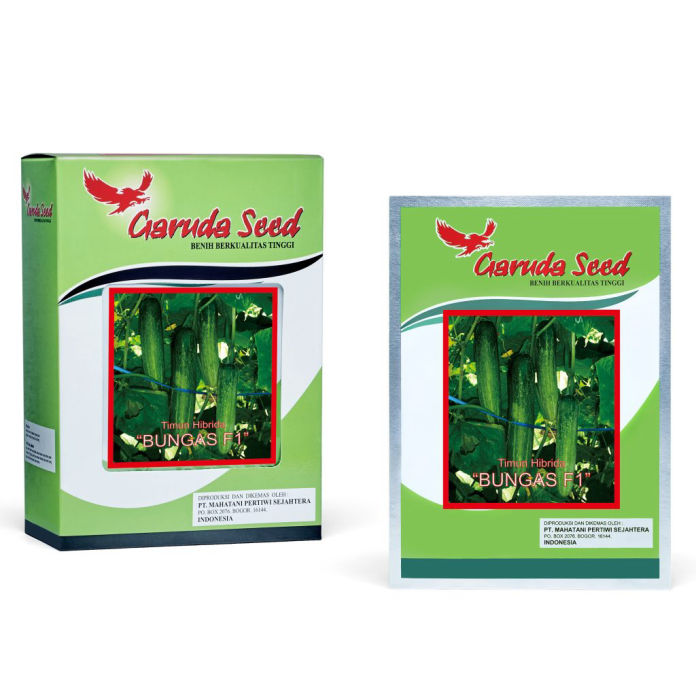 Garuda Seed
Garuda Seed
BENIH BERKUALITAS TINGGI
Timun Hibrida
"BUNGAS F1"
DIPRODUKSI DAN DIKEMAS OLEH :
PT. MAHATANI PERTIWI SEJAHTERA
PO. BOX 2076. BOGOR. 16144.
INDONESIA
Garuda Seed
BENIH BERKUALITAS TINGGI
Timun Hibrida
"BUNGAS F1"
DIPRODUKSI DAN DIKEMAS OLEH :
PT. MAHATANI PERTIWI SEJAHTERA
PO. BOX 2076. BOGOR. 16144.
INDONESIA